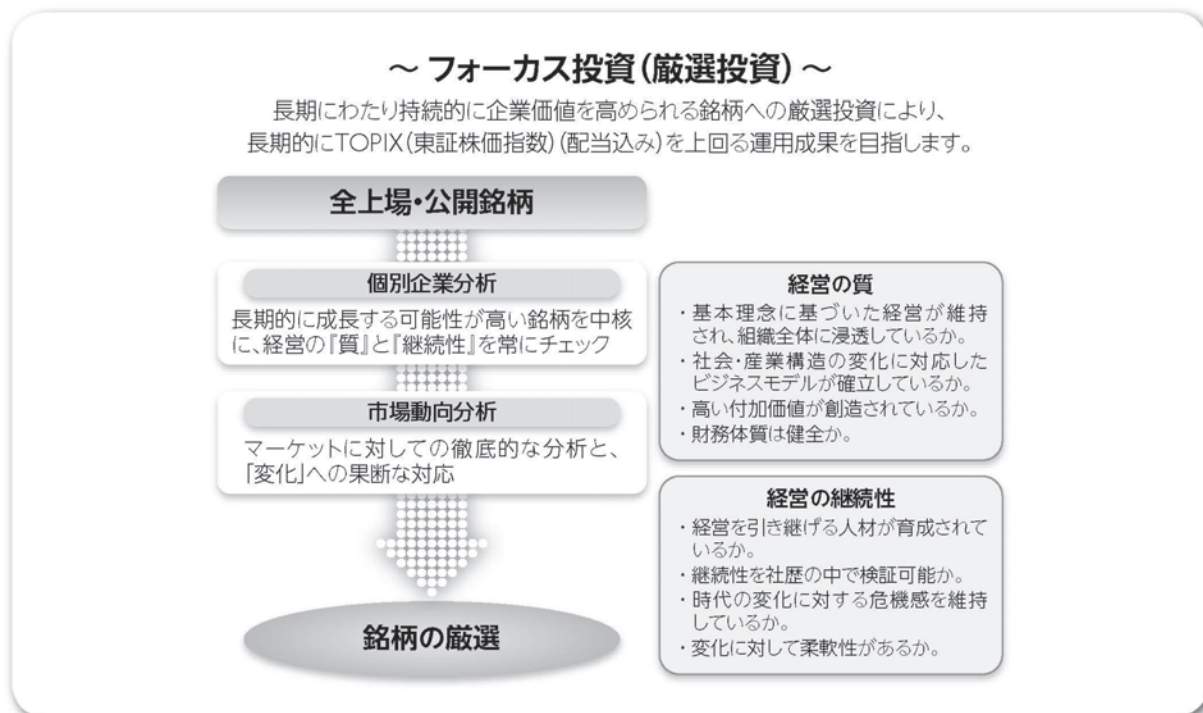 ～ フォーカス投資(厳選投資) ～
長期にわたり持続的に企業価値を高められる銘柄への厳選投資により、
長期的にTOPIX(東証株価指数)(配当込み)を上回る運用成果を目指します。
全上場・公開銘柄
個別企業分析
長期的に成長する可能性が高い銘柄を中核
に、経営の『質』と『継続性』を常にチェック
市場動向分析
マーケットに対しての徹底的な分析と、
「変化」への果断な対応
銘柄の厳選
経営の質
・基本理念に基づいた経営が維持
され、組織全体に浸透しているか。
・社会・産業構造の変化に対応した
ビジネスモデルが確立しているか。
・高い付加価値が創造されているか。
・財務体質は健全か。
経営の継続性
・経営を引き継げる人材が育成されて
いるか。
・継続性を社歴の中で検証可能か。
・時代の変化に対する危機感を維持
しているか。
・変化に対して柔軟性があるか。